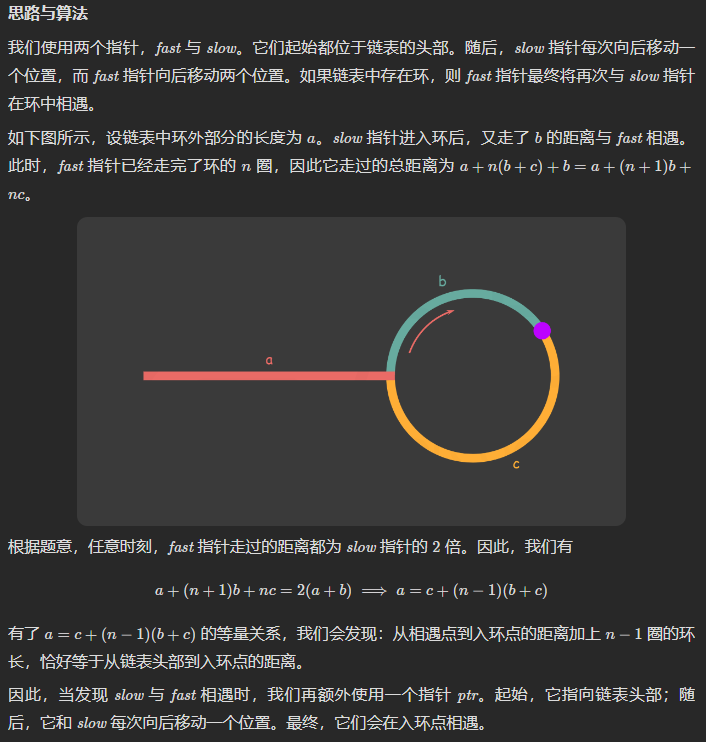 思路与算法
我们使用两个指针，fast 与 slow。它们起始都位于链表的头部。随后，slow 指针每次向后移动一
个位置，而 fast 指针向后移动两个位置。如果链表中存在环，则 fast 指针最终将再次与 slow 指针
在环中相遇。
如下图所示，设链表中环外部分的长度为 a。slow 指针进入环后，又走了 b 的距离与 fast 相遇。
此时，fast 指针已经走完了环的 n 圈，因此它走过的总距离为 a + n(b + c) + b = a + (n + 1)b +
nc。
b
a
c
根据题意，任意时刻，fast 指针走过的距离都为 slow 指针的 2 倍。因此，我们有
a + (n + 1)b + nc = 2(a + b) ⟹ a = c + (n − 1)(b + c)
有了 a = c + (n − 1)(b + c) 的等量关系，我们会发现：从相遇点到入环点的距离加上 n − 1 圈的环
长，恰好等于从链表头部到入环点的距离。
因此，当发现 slow 与 fast 相遇时，我们再额外使用一个指针 ptr。起始，它指向链表头部；随
后，它和 slow 每次向后移动一个位置。最终，它们会在入环点相遇。